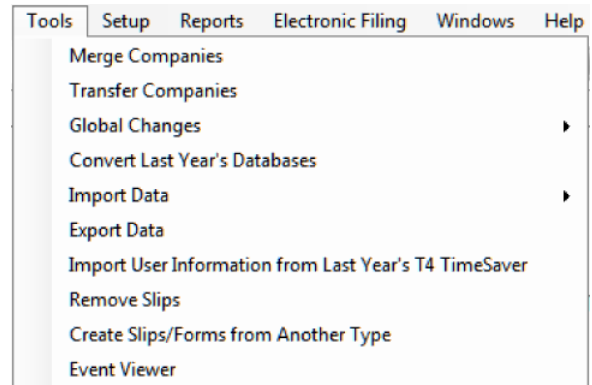 Tools Setup Reports Electronic Filing Windows Help
Merge Companies
Transfer Companies
Global Changes
Convert Last Year's Databases
Import Data
Export Data
Import User Information from Last Year's T4 TimeSaver
Remove Slips
Create Slips/Forms from Another Type
Event Viewer